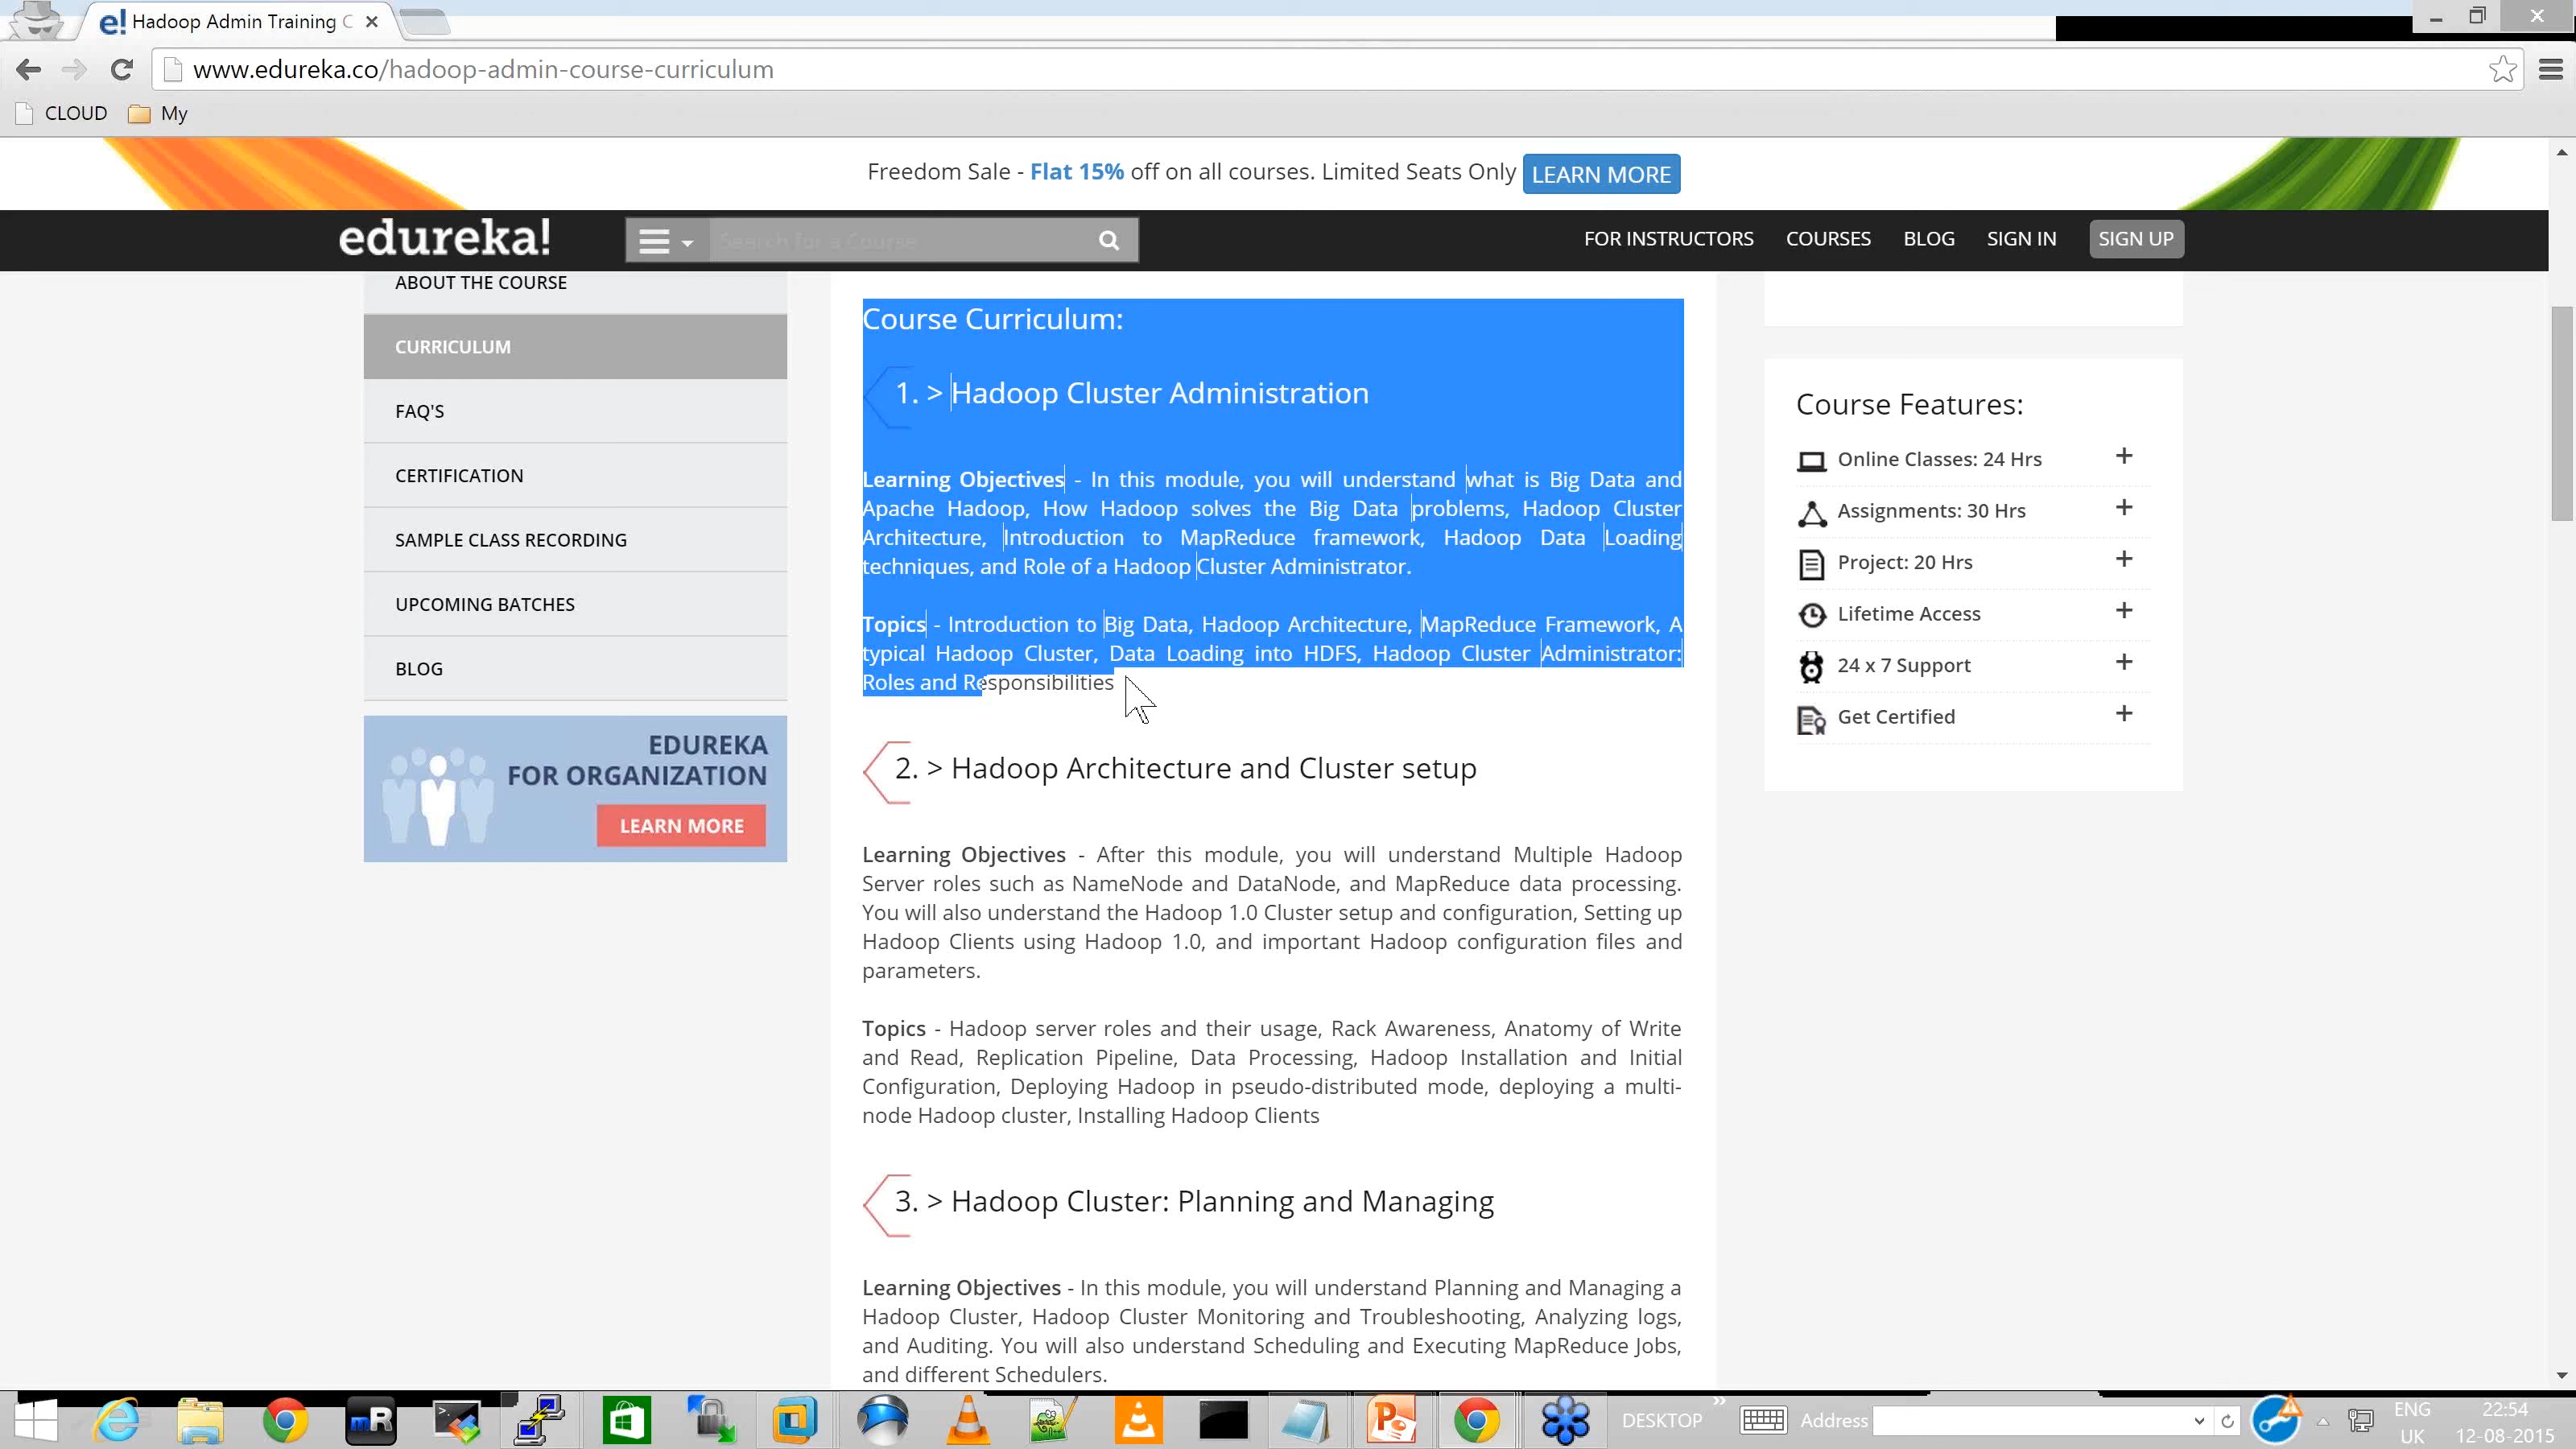 e! Hadoop Admin Training C
www.edureka.co/hadoop-admin-course-curriculum
CLOUD My
Freedom Sale - Flat 15% off on all courses. Limited Seats Only LEARN MORE
edureka!
Search for a Course
FOR INSTRUCTORS COURSES BLOG SIGN IN SIGN UP
ABOUT THE COURSE
CURRICULUM
FAQ'S
CERTIFICATION
SAMPLE CLASS RECORDING
UPCOMING BATCHES
BLOG
EDUREKA
FOR ORGANIZATION
LEARN MORE
Course Curriculum:
1. > Hadoop Cluster Administration
Learning Objectives - In this module, you will understand what is Big Data and
Apache Hadoop, How Hadoop solves the Big Data problems, Hadoop Cluster
Architecture, Introduction to MapReduce framework, Hadoop Data Loading
techniques, and Role of a Hadoop Cluster Administrator.
Topics - Introduction to Big Data, Hadoop Architecture, MapReduce Framework, A
typical Hadoop Cluster, Data Loading into HDFS, Hadoop Cluster Administrator:
Roles and Responsibilities
2. > Hadoop Architecture and Cluster setup
Learning Objectives - After this module, you will understand Multiple Hadoop
Server roles such as NameNode and DataNode, and MapReduce data processing.
You will also understand the Hadoop 1.0 Cluster setup and configuration, Setting up
Hadoop Clients using Hadoop 1.0, and important Hadoop configuration files and
parameters.
Topics - Hadoop server roles and their usage, Rack Awareness, Anatomy of Write
and Read, Replication Pipeline, Data Processing, Hadoop Installation and Initial
Configuration, Deploying Hadoop in pseudo-distributed mode, deploying a multi-
node Hadoop cluster, Installing Hadoop Clients
3. > Hadoop Cluster: Planning and Managing
Learning Objectives - In this module, you will understand Planning and Managing a
Hadoop Cluster, Hadoop Cluster Monitoring and Troubleshooting, Analyzing logs,
and Auditing. You will also understand Scheduling and Executing MapReduce Jobs,
and different Schedulers.
Course Features:
Online Classes: 24 Hrs +
Assignments: 30 Hrs +
Project: 20 Hrs +
Lifetime Access +
24 x 7 Support +
Get Certified +
mR
DESKTOP »
Address
ENG
UK
22:54
12-08-2015